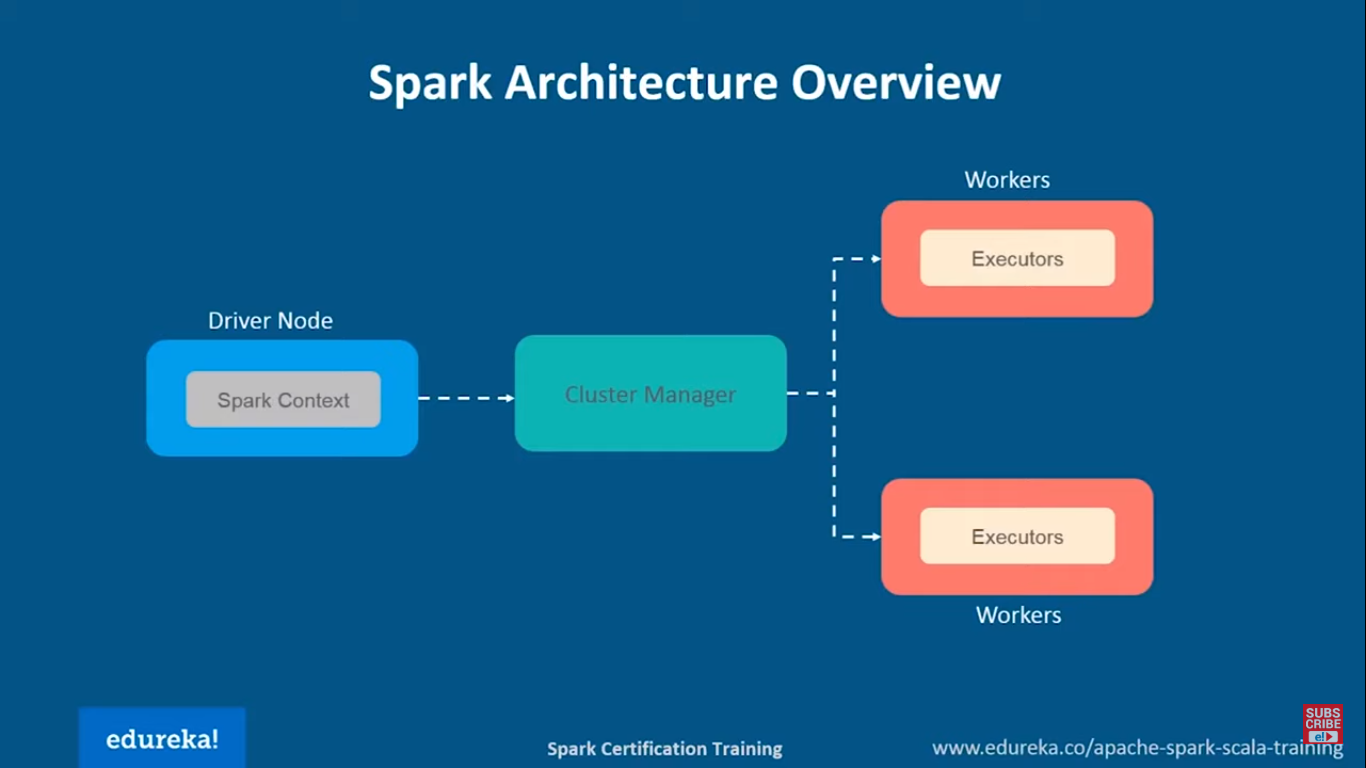 Spark Architecture Overview
Workers
Executors
Driver Node
Spark Context
Cluster Manager
Executors
Workers
edureka!
Spark Certification Training
www.edureka.co/apache-spark-scala-training
SUBS
CRIBE
e!